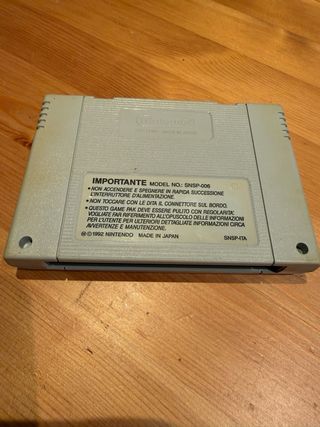 Nintendo
IMPORTANTE MODEL NO.: SNSP-006
• NON ACCENDERE E SPEGNERE IN RAPIDA SUCCESSIONE
L'INTERRUTTORE D'ALIMENTAZIONE.
• NON TOCCARE CON LE DITA IL CONNETTORE SUL BORDO.
• QUESTO GAME PAK DEVE ESSERE PULITO CON REGOLARITA'
VOGLIATE FAR RIFERIMENTO ALL'OPUSCOLO DELLE INFORMAZIONI
PER L'UTENTE PER ULTERIORI DETTAGLIATE INFORMAZIONI CIRCA
AVVERTENZE E MANUTENZIONE.
©1992 NINTENDO MADE IN JAPAN SNSP-ITA